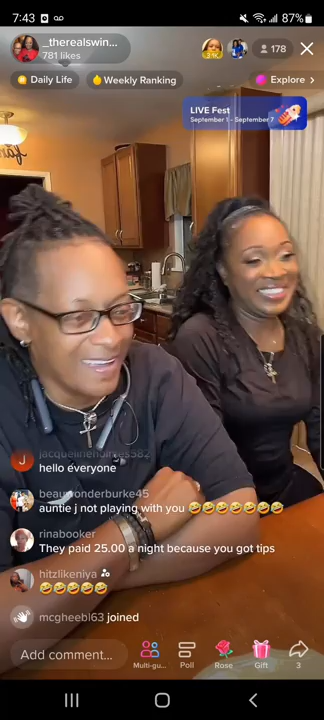 7:43
87%
_therealswin...
781 likes
178
Daily Life
Weekly Ranking
Explore
LIVE Fest
September 1 - September 7
jacquelineholmes582
hello everyone
beaumonderburke45
auntie j not playing with you 🤣🤣🤣🤣🤣🤣🤣
rinabooker
They paid 25.00 a night because you got tips
hitzlikeniya
🤣🤣🤣🤣🤣
mcgheebl63 joined
Add comment...
Multi-gu...
Poll
Rose
Gift
3